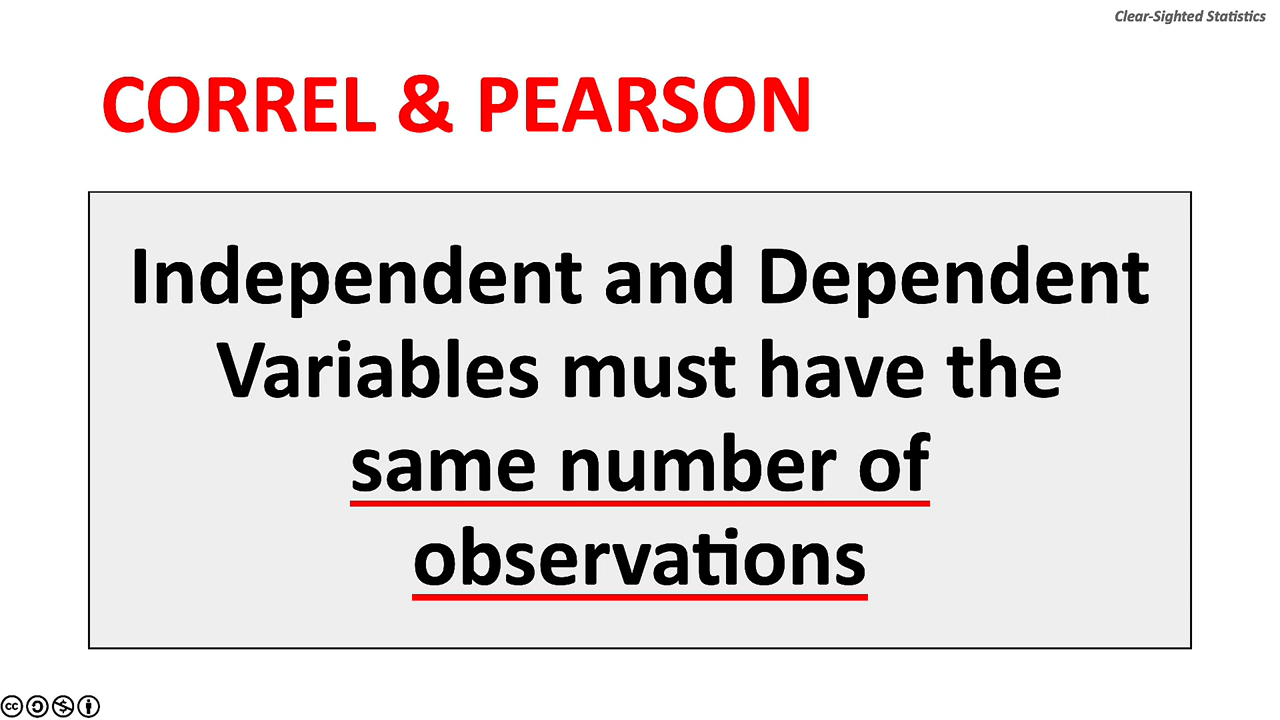 Clear-Sighted Statistics
CORREL & PEARSON
Independent and Dependent
Variables must have the
same number of
observations